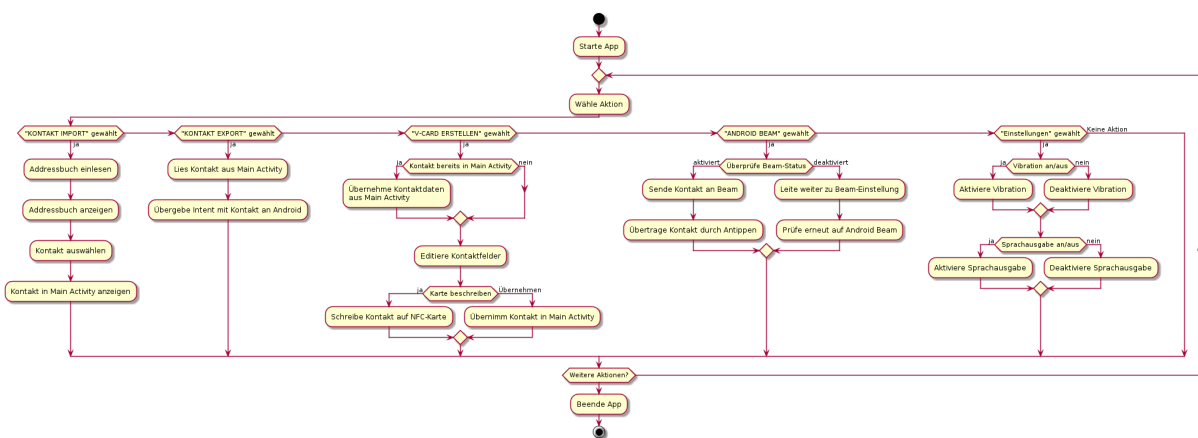 Starte App
Wähle Aktion
"KONTAKT IMPORT" gewählt
ja
Addressbuch einlesen
Addressbuch anzeigen
Kontakt auswählen
Kontakt in Main Activity anzeigen
"KONTAKT EXPORT" gewählt
ja
Lies Kontakt aus Main Activity
Übergebe Intent mit Kontakt an Android
"V-CARD ERSTELLEN" gewählt
ja
Kontakt bereits in Main Activity
ja
nein
Übernehme Kontaktdaten
aus Main Activity
Editiere Kontaktfelder
Karte beschreiben
ja
Übernehmen
Schreibe Kontakt auf NFC-Karte
Übernimm Kontakt in Main Activity
"ANDROID BEAM" gewählt
ja
Überprüfe Beam-Status
aktiviert
deaktiviert
Sende Kontakt an Beam
Übertrage Kontakt durch Antippen
Leite weiter zu Beam-Einstellung
Prüfe erneut auf Android Beam
"Einstellungen" gewählt
Keine Aktion
ja
Vibration an/aus
ja
nein
Aktiviere Vibration
Deaktiviere Vibration
Sprachausgabe an/aus
ja
nein
Aktiviere Sprachausgabe
Deaktiviere Sprachausgabe
Weitere Aktionen?
Beende App